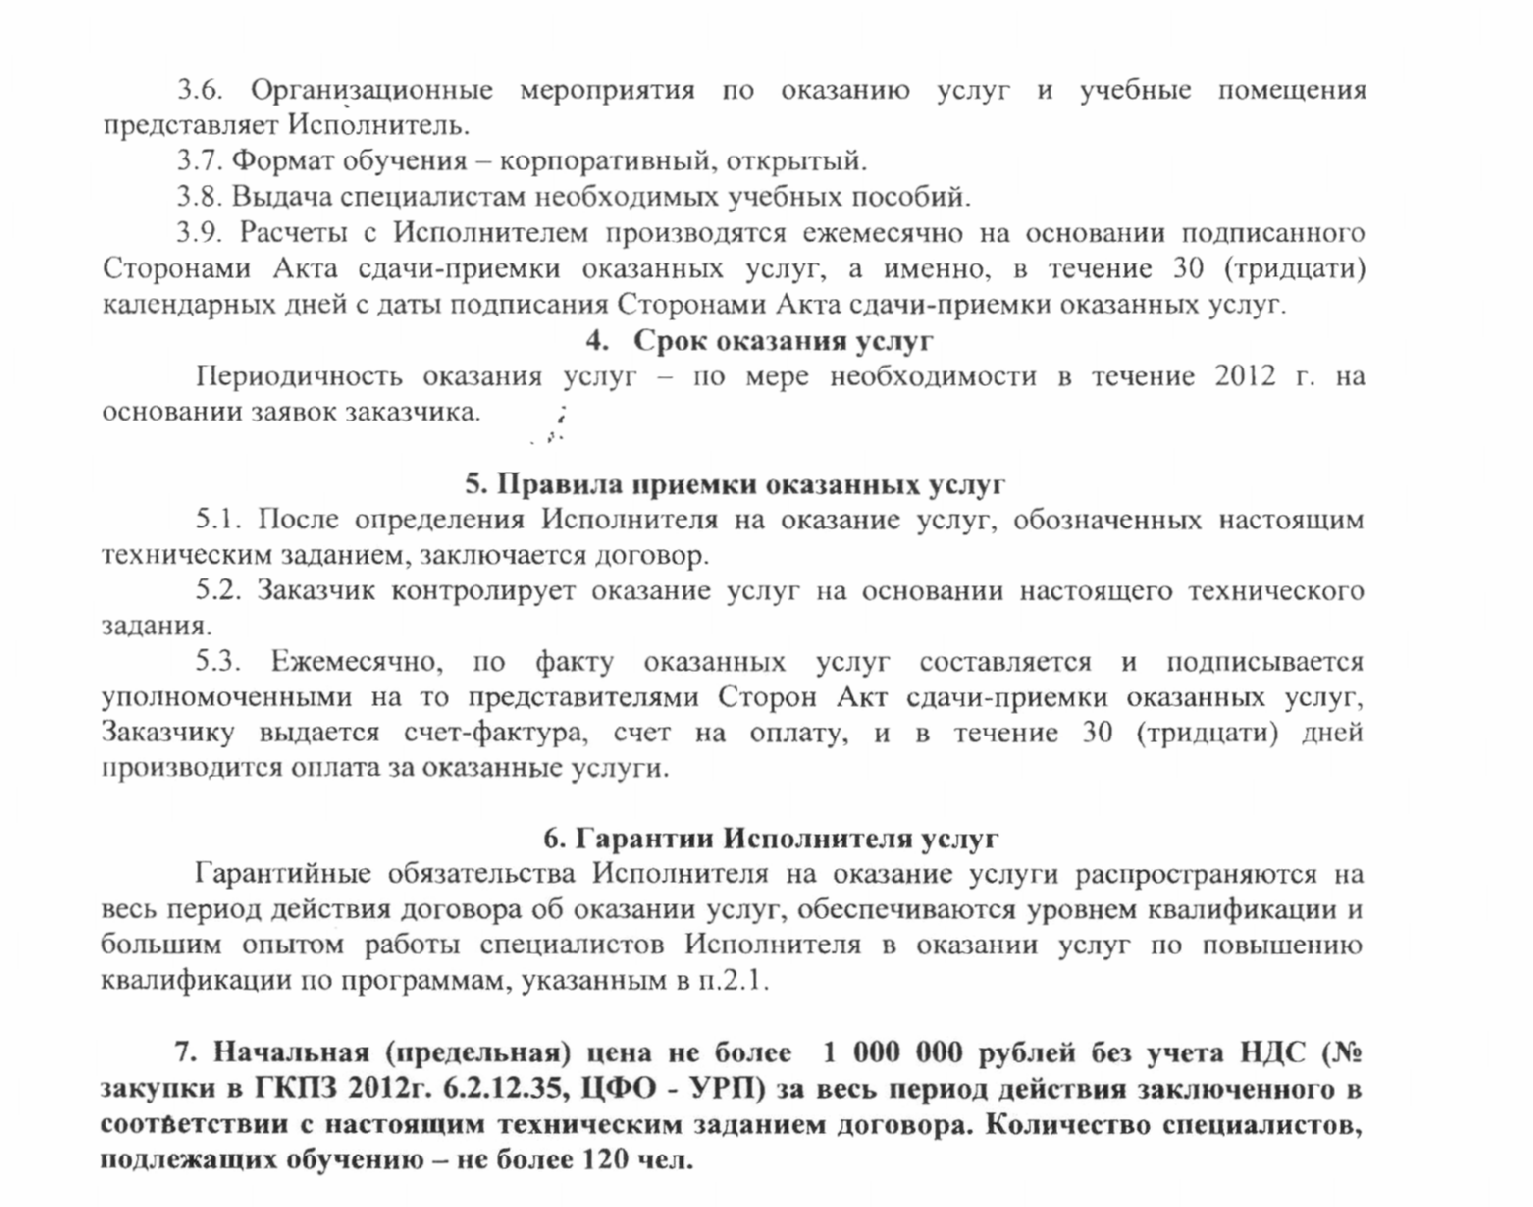 3.6. Организационные мероприятия по оказанию услуг и учебные помещения
представляет Исполнитель.
3.7. Формат обучения – корпоративный, открытый.
3.8. Выдача специалистам необходимых учебных пособий.
3.9. Расчеты с Исполнителем производятся ежемесячно на основании подписанного
Сторонами Акта сдачи-приемки оказанных услуг, а именно, в течение 30 (тридцати)
календарных дней с даты подписания Сторонами Акта сдачи-приемки оказанных услуг.
4. Срок оказания услуг
Периодичность оказания услуг – по мере необходимости в течение 2012 г. на
основании заявок заказчика.
5. Правила приемки оказанных услуг
5.1. После определения Исполнителя на оказание услуг, обозначенных настоящим
техническим заданием, заключается договор.
5.2. Заказчик контролирует оказание услуг на основании настоящего технического
задания.
5.3. Ежемесячно, по факту оказанных услуг составляется и подписывается
уполномоченными на то представителями Сторон Акт сдачи-приемки оказанных услуг,
Заказчику выдается счет-фактура, счет на оплату, и в течение 30 (тридцати) дней
производится оплата за оказанные услуги.
6. Гарантии Исполнителя услуг
Гарантийные обязательства Исполнителя на оказание услуги распространяются на
весь период действия договора об оказании услуг, обеспечиваются уровнем квалификации и
большим опытом работы специалистов Исполнителя в оказании услуг по повышению
квалификации по программам, указанным в п.2.1.
7. Начальная (предельная) цена не более 1 000 000 рублей без учета НДС (№
закупки в ГКПЗ 2012г. 6.2.12.35, ЦФО - УРП) за весь период действия заключенного в
соответствии с настоящим техническим заданием договора. Количество специалистов,
подлежащих обучению – не более 120 чел.